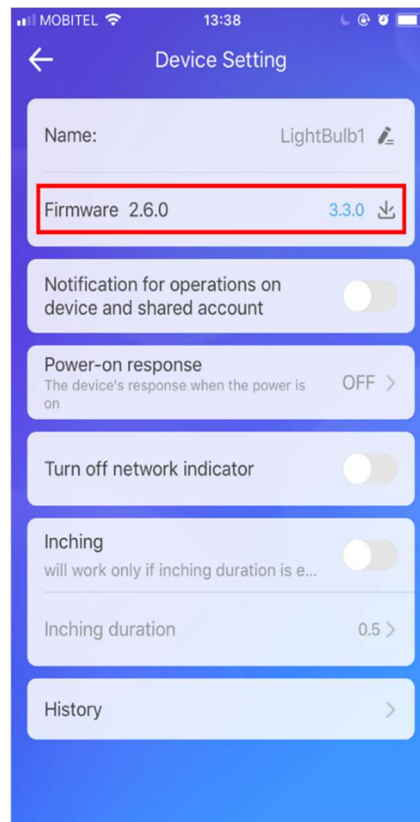 MOBITEL 13:38
Device Setting
Name: LightBulb1
Firmware 2.6.0 3.3.0
Notification for operations on
device and shared account
Power-on response
The device's response when the power is
on
OFF
Turn off network indicator
Inching
will work only if inching duration is e...
Inching duration 0.5
History